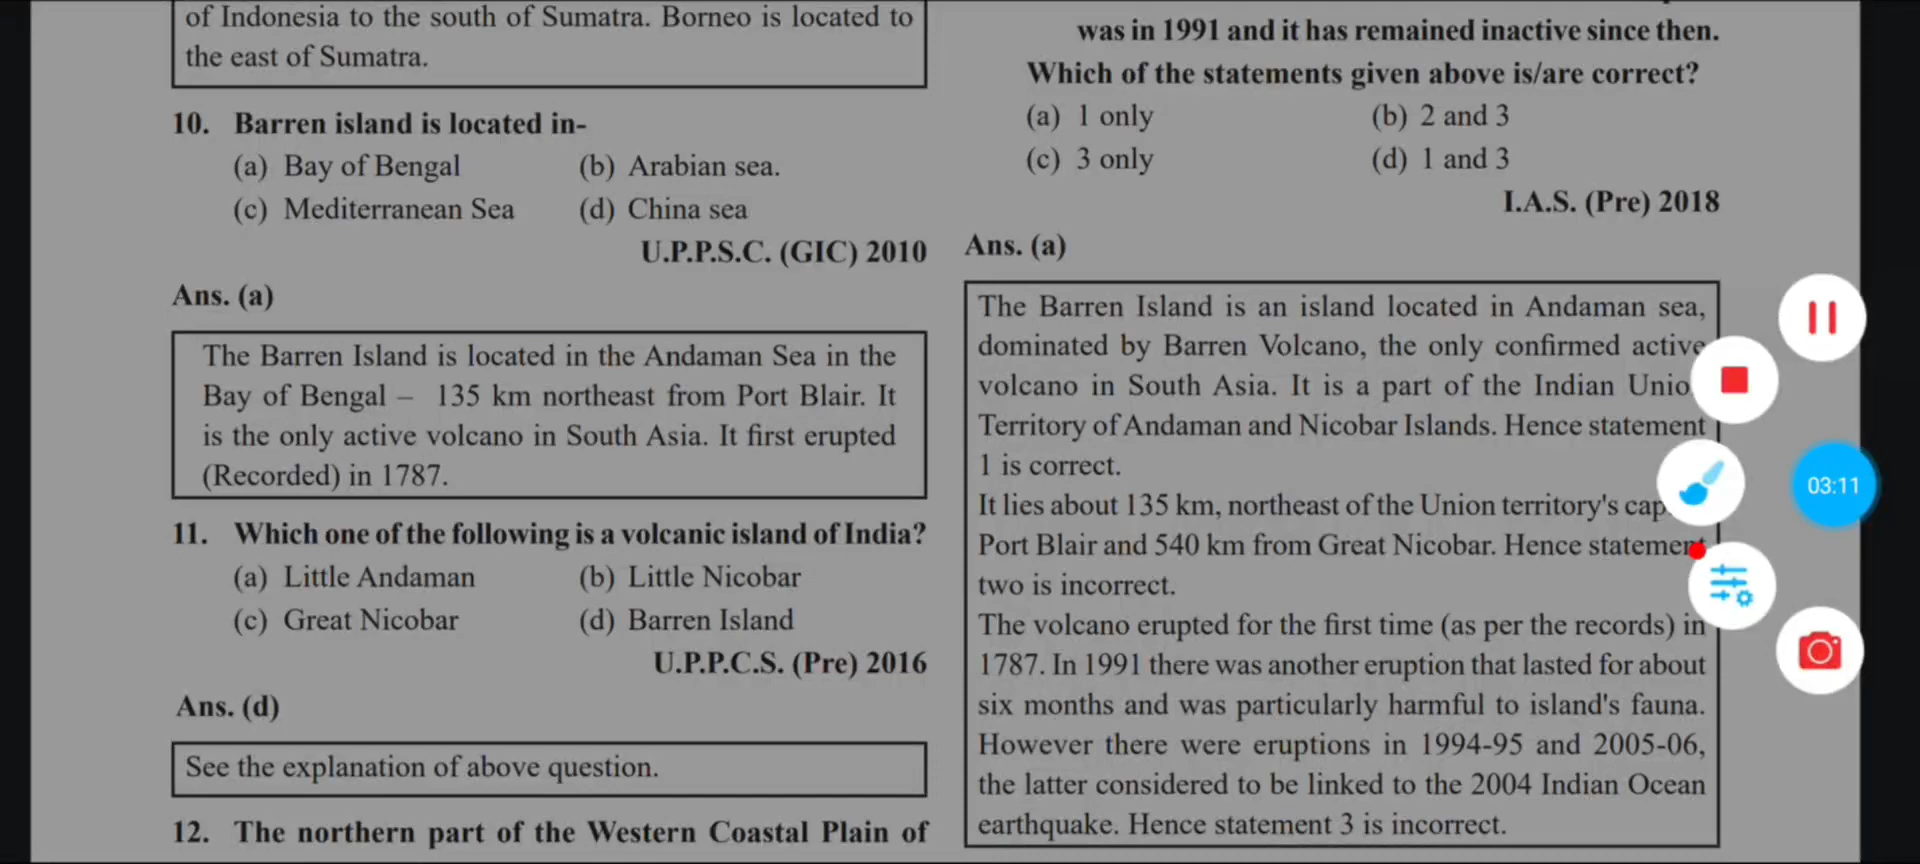 of Indonesia to the south of Sumatra. Borneo is located to
the east of Sumatra.
10. Barren island is located in-
(a) Bay of Bengal (b) Arabian sea.
(c) Mediterranean Sea (d) China sea
U.P.P.S.C. (GIC) 2010
Ans. (a)
The Barren Island is located in the Andaman Sea in the
Bay of Bengal – 135 km northeast from Port Blair. It
is the only active volcano in South Asia. It first erupted
(Recorded) in 1787.
11. Which one of the following is a volcanic island of India?
(a) Little Andaman (b) Little Nicobar
(c) Great Nicobar (d) Barren Island
U.P.P.C.S. (Pre) 2016
Ans. (d)
See the explanation of above question.
12. The northern part of the Western Coastal Plain of
was in 1991 and it has remained inactive since then.
Which of the statements given above is/are correct?
(a) 1 only (b) 2 and 3
(c) 3 only (d) 1 and 3
I.A.S. (Pre) 2018
Ans. (a)
The Barren Island is an island located in Andaman sea,
dominated by Barren Volcano, the only confirmed active
volcano in South Asia. It is a part of the Indian Unio
Territory of Andaman and Nicobar Islands. Hence statement
1 is correct.
It lies about 135 km, northeast of the Union territory's cap
Port Blair and 540 km from Great Nicobar. Hence statement
two is incorrect.
The volcano erupted for the first time (as per the records) in
1787. In 1991 there was another eruption that lasted for about
six months and was particularly harmful to island's fauna.
However there were eruptions in 1994-95 and 2005-06,
the latter considered to be linked to the 2004 Indian Ocean
earthquake. Hence statement 3 is incorrect.
03:11